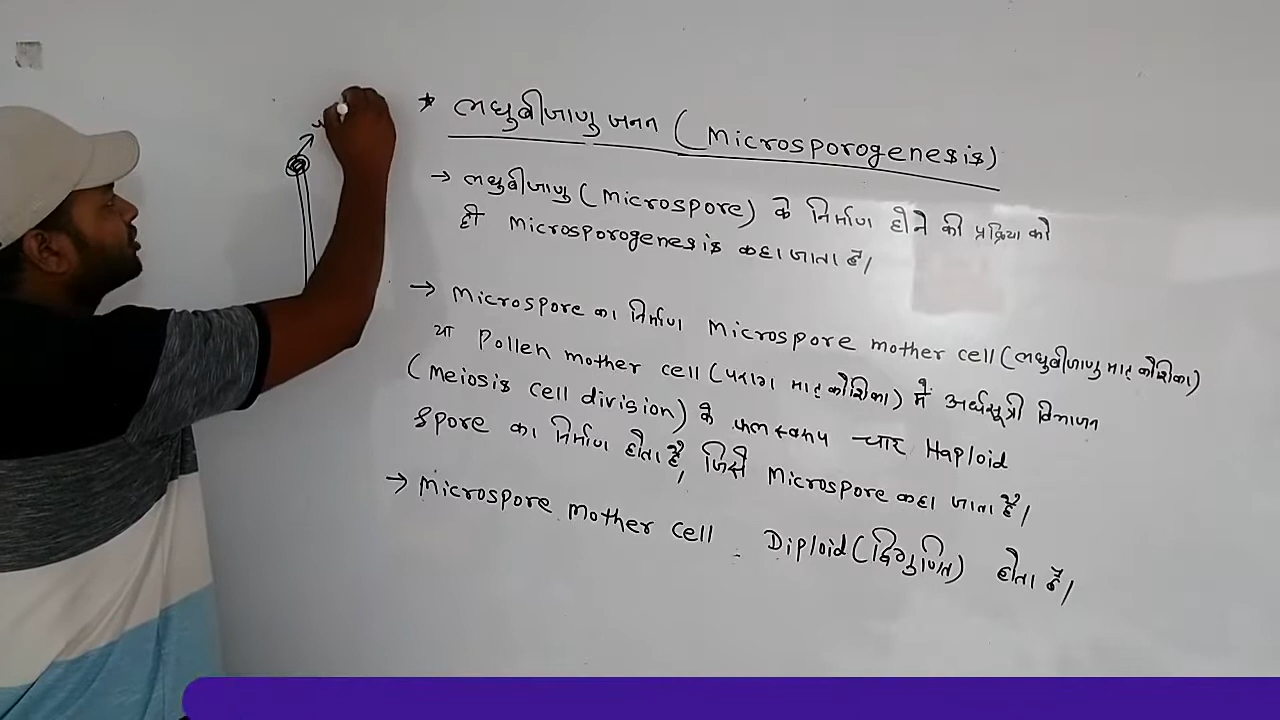 * लघुबीजाणु जनन (Microsporogenesis)
→ लघुबीजाणु (Microspore) के निर्माण होने की प्रक्रिया को
ही Microsporogenesis कहा जाता है।
→ Microspore का निर्माण Microspore mother cell (लघुबीजाणु मातृ कोशिका)
या Pollen mother cell (पराग मातृ कोशिका) में अर्धसूत्री विभाजन
(Meiosis cell division) के फलस्वरूप चार Haploid
Spore का निर्माण होता है, जिसे Microspore कहा जाता है।
→ Microspore Mother Cell Diploid (द्विगुणित) होता है।